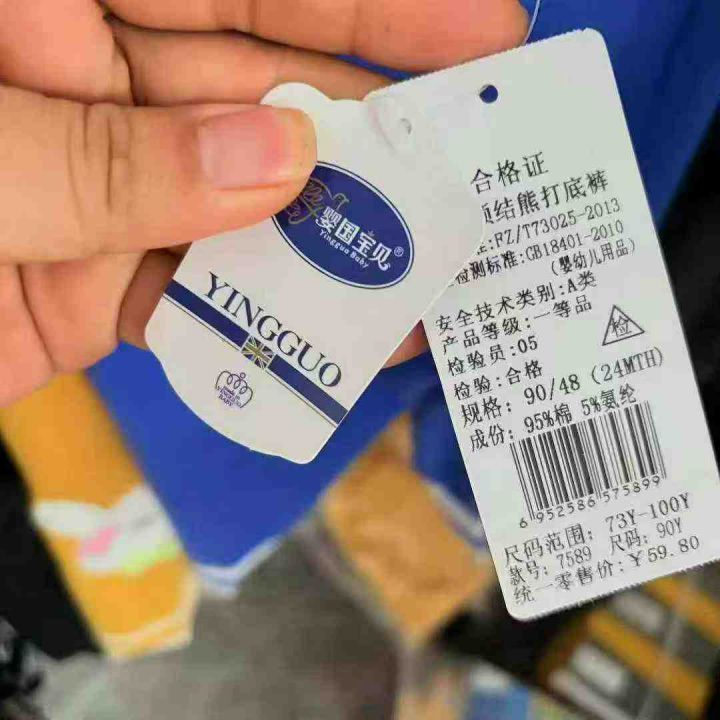 婴国宝贝®
Yingguo Baby
YINGGUO
BABY
合格证
结熊打底裤
FZ/T73025-2013
检测标准:GB18401-2010
(婴幼儿用品)
安全技术类别:A类
产品等级:一等品
检验员:05
检
检验:合格
规格: 90/48 (24MTH)
成份: 95%棉 5%氨纶
6 952586 575899
尺码范围: 73Y-100Y
款号: 7589 尺码: 90Y
统一零售价:¥59.80